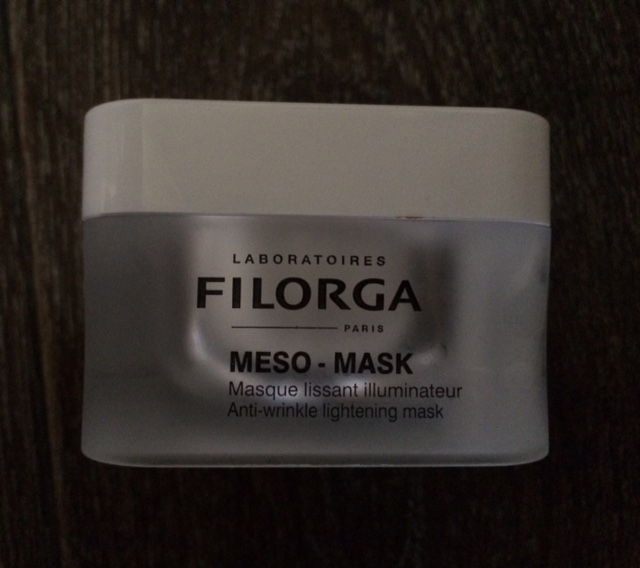 LABORATOIRES
FILORGA
PARIS
MESO - MASK
Masque lissant illuminateur
Anti-wrinkle lightening mask